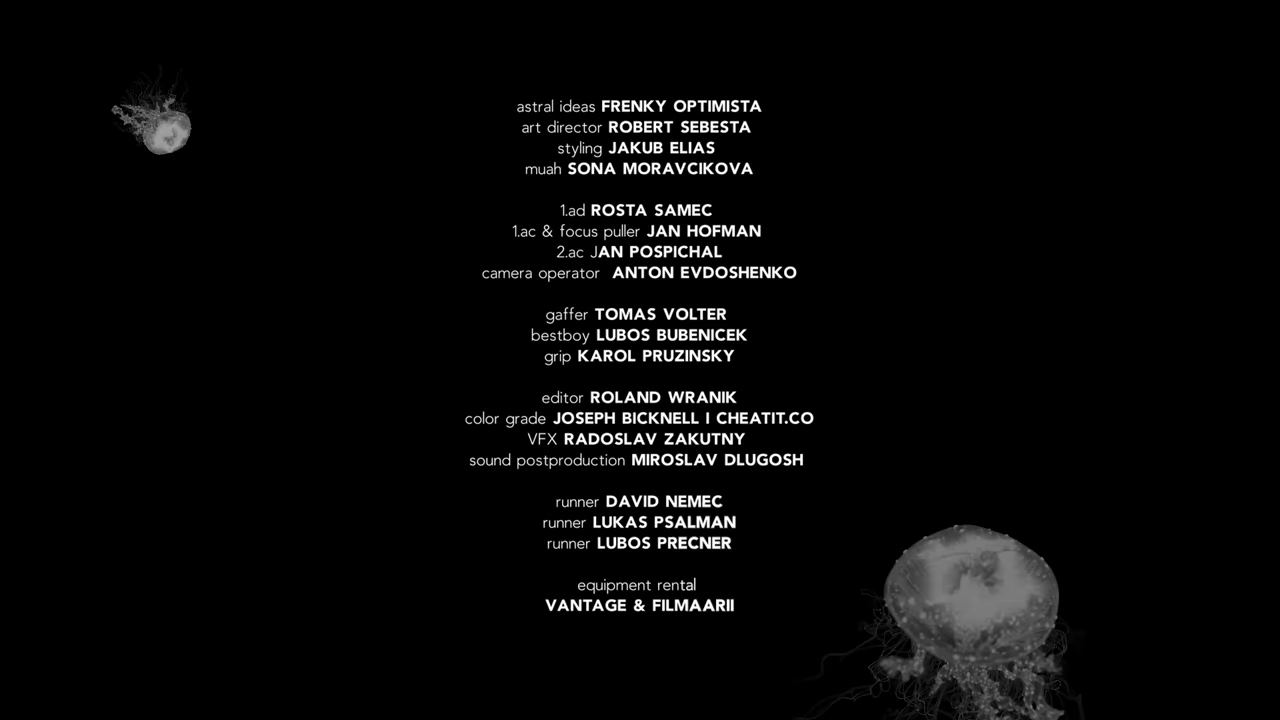 astral ideas FRENKY OPTIMISTA
art director ROBERT SEBESTA
styling JAKUB ELIAS
muah SONA MORAVCIKOVA
1.ad ROSTA SAMEC
1.ac & focus puller JAN HOFMAN
2.ac JAN POSPICHAL
camera operator ANTON EVDOSHENKO
gaffer TOMAS VOLTER
bestboy LUBOS BUBENICEK
grip KAROL PRUZINSKY
editor ROLAND WRANIK
color grade JOSEPH BICKNELL I CHEATIT.CO
VFX RADOSLAV ZAKUTNY
sound postproduction MIROSLAV DLUGOSH
runner DAVID NEMEC
runner LUKAS PSALMAN
runner LUBOS PRECNER
equipment rental
VANTAGE & FILMAARII